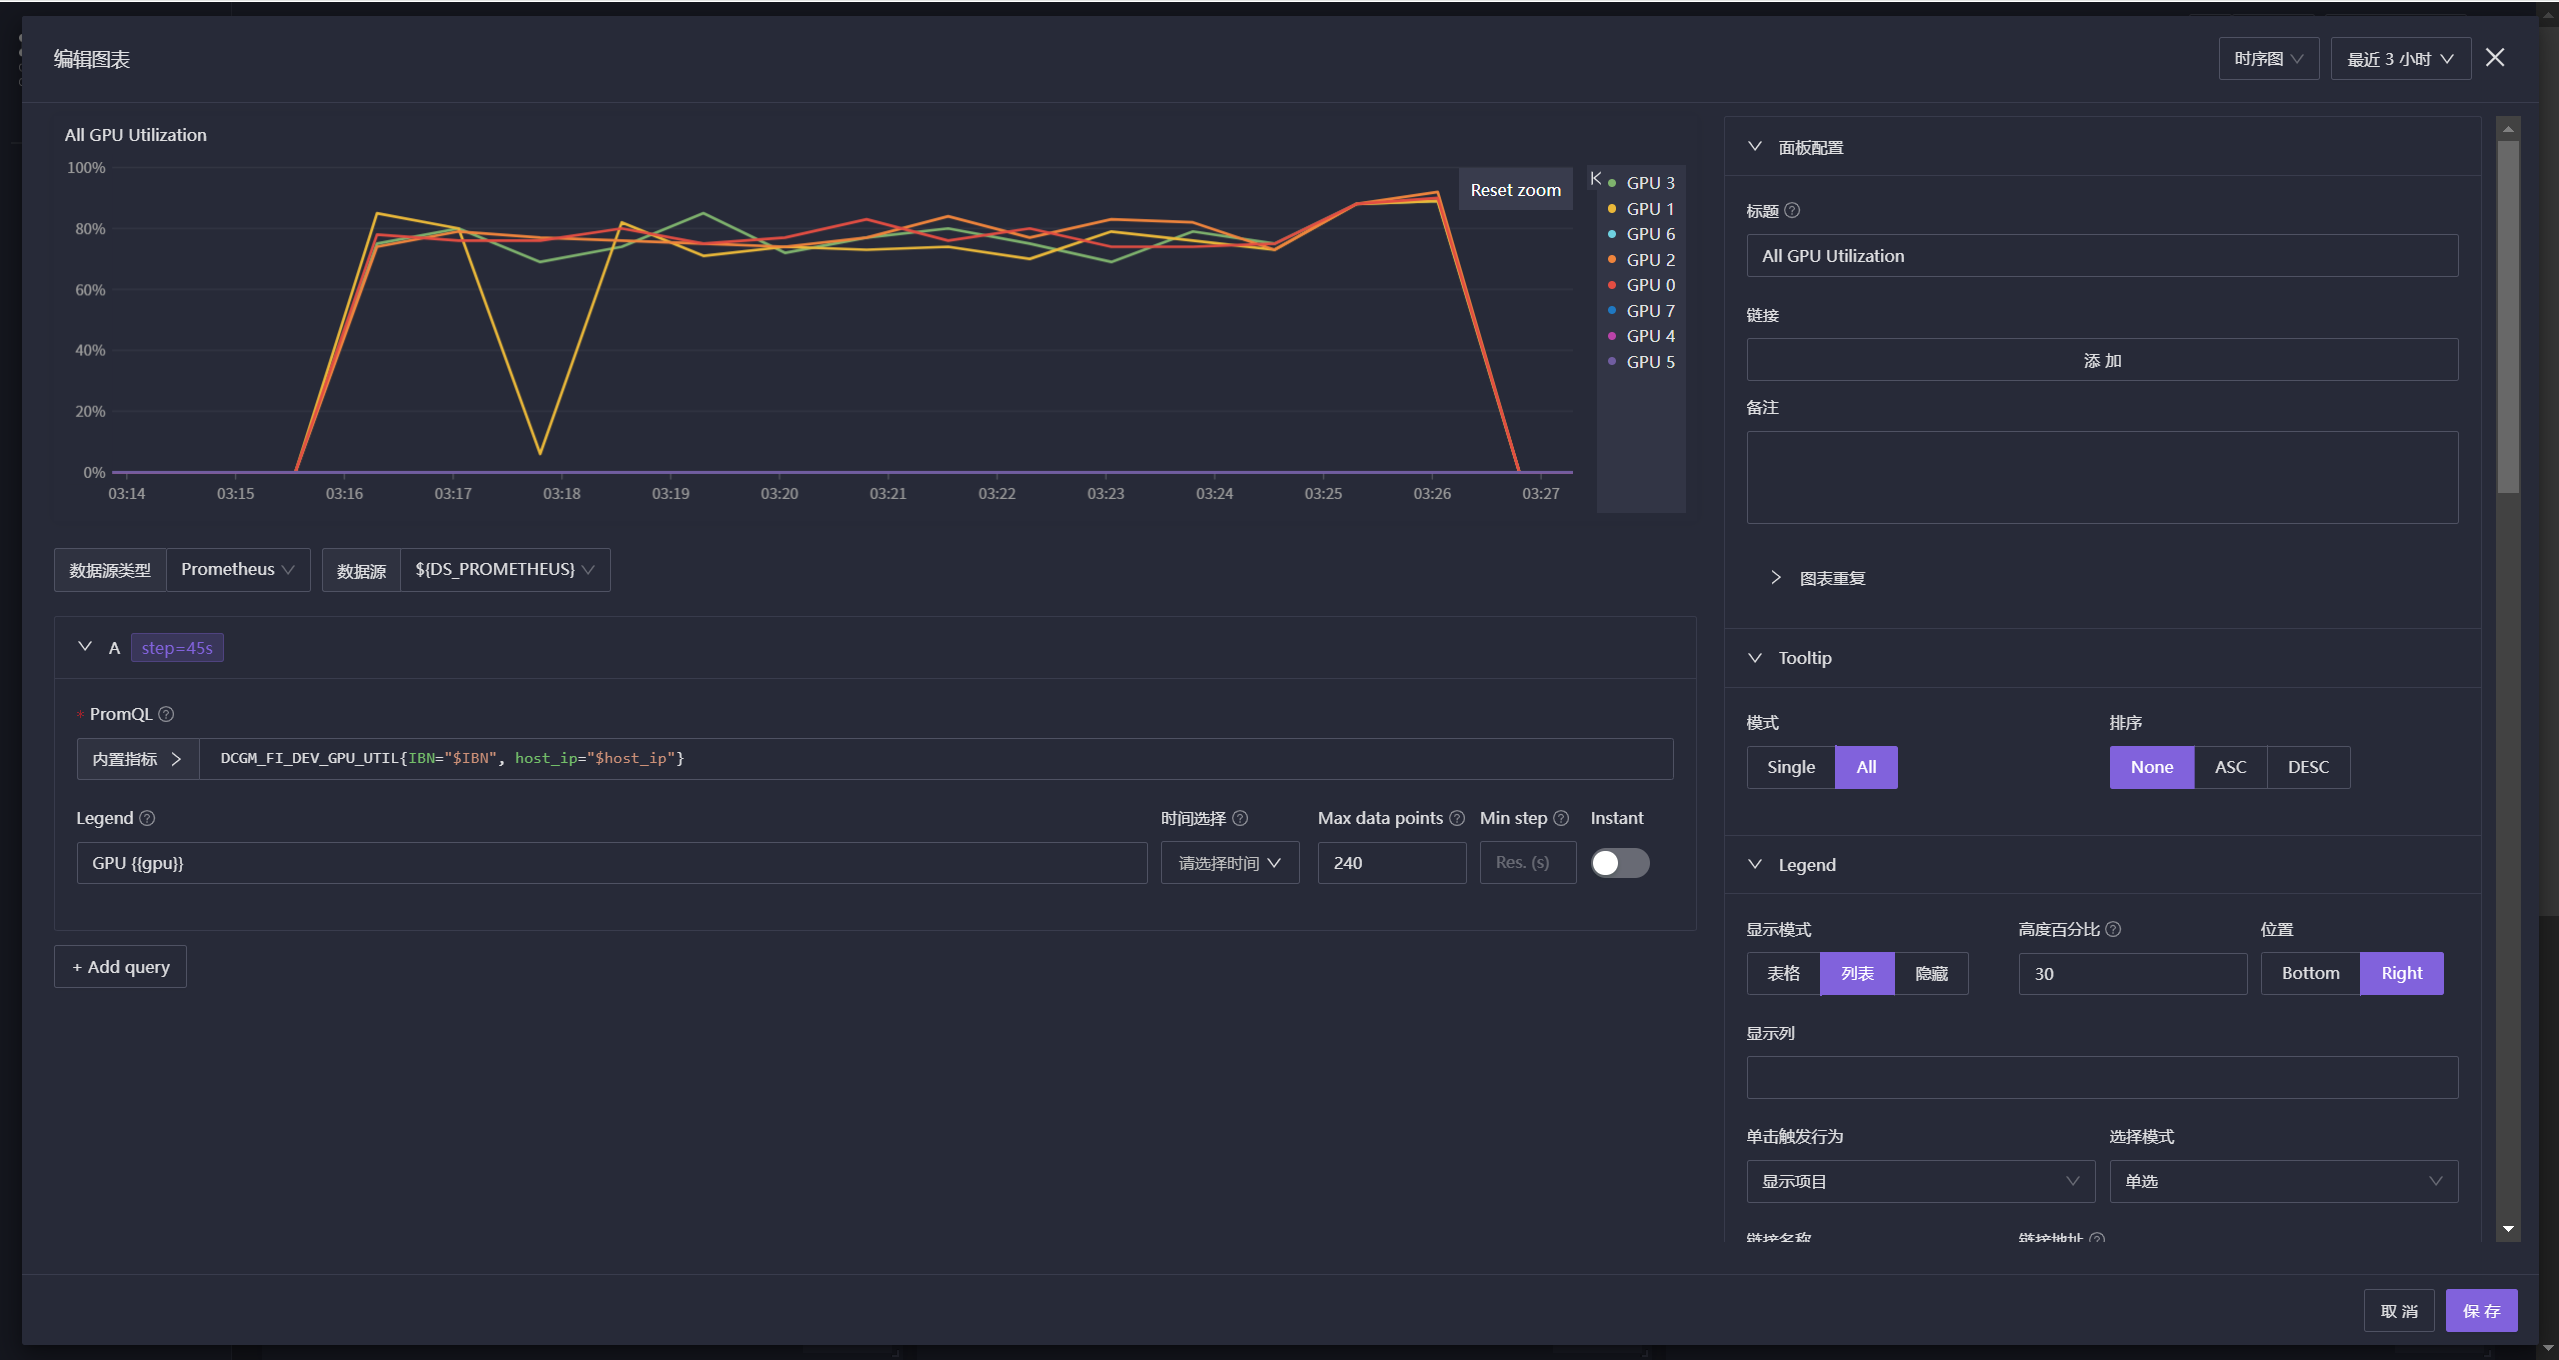 编辑图表
时序图
最近 3 小时
All GPU Utilization
100%
80%
60%
40%
20%
0%
03:14 03:15 03:16 03:17 03:18 03:19 03:20 03:21 03:22 03:23 03:24 03:25 03:26 03:27
Reset zoom
GPU 3
GPU 1
GPU 6
GPU 2
GPU 0
GPU 7
GPU 4
GPU 5
数据源类型 Prometheus 数据源 ${DS_PROMETHEUS}
A step=45s
* PromQL
内置指标 DCGM_FI_DEV_GPU_UTIL{IBN="$IBN", host_ip="$host_ip"}
Legend 时间选择 Max data points Min step Instant
GPU {{gpu}} 请选择时间 240 Res. (s)
+ Add query
面板配置
标题
All GPU Utilization
链接
添 加
备注
图表重复
Tooltip
模式 排序
Single All None ASC DESC
Legend
显示模式 高度百分比 位置
表格 列表 隐藏 30 Bottom Right
显示列
单击触发行为 选择模式
显示项目 单选
链接名称 链接地址
取 消 保 存